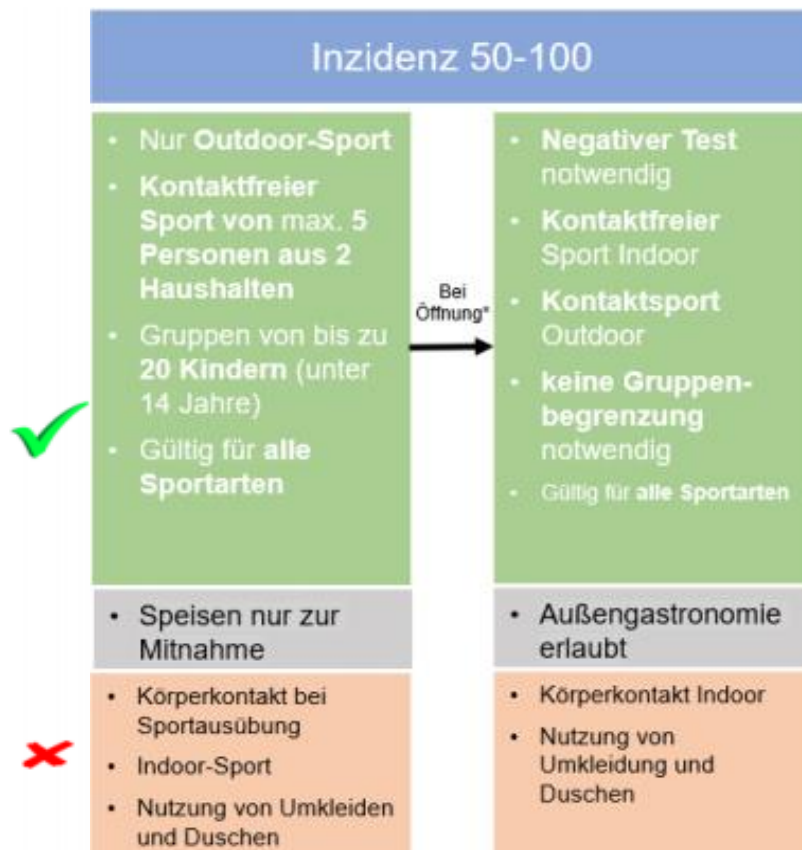 Inzidenz 50-100
• Nur Outdoor-Sport
• Kontaktfreier
Sport von max. 5
Personen aus 2
Haushalten
• Gruppen von bis zu
20 Kindern (unter
14 Jahre)
• Gültig für alle
Sportarten
Bei
Öffnung*
• Negativer Test
notwendig
• Kontaktfreier
Sport Indoor
• Kontaktsport
Outdoor
• keine Gruppen-
begrenzung
notwendig
• Gültig für alle Sportarten
• Speisen nur zur
Mitnahme
• Außengastronomie
erlaubt
• Körperkontakt bei
Sportausübung
• Indoor-Sport
• Nutzung von Umkleiden
und Duschen
• Körperkontakt Indoor
• Nutzung von
Umkleidung und
Duschen